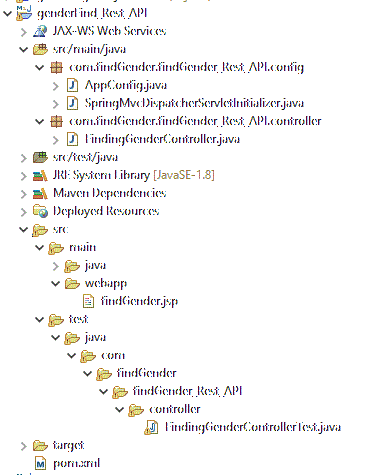 genderFind_Rest_API
JAX-WS Web Services
src/main/java
com.findGender.findGender_Rest_API.config
AppConfig.java
SpringMvcDispatcherServletInitializer.java
com.findGender.findGender_Rest_API.controller
FindingGenderController.java
src/test/java
JRE System Library [JavaSE-1.8]
Maven Dependencies
Deployed Resources
src
main
java
webapp
findGender.jsp
test
java
com
findGender
findGender_Rest_API
controller
FindingGenderControllerTest.java
target
pom.xml